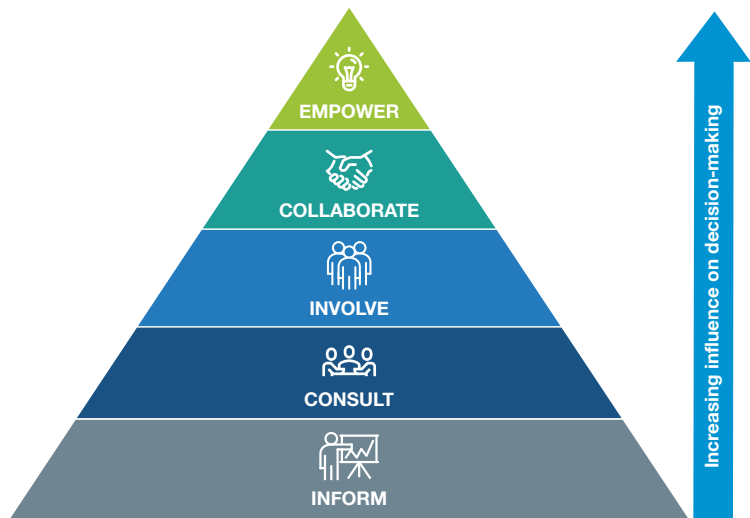 EMPOWER
COLLABORATE
INVOLVE
CONSULT
INFORM
Increasing influence on decision-making